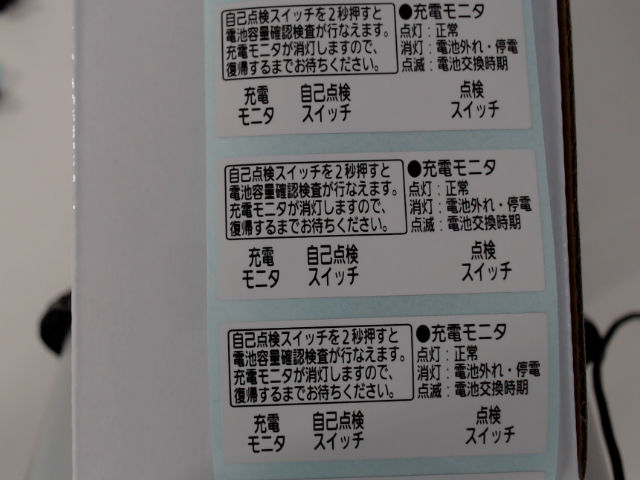 自己点検スイッチを2秒押すと
電池容量確認検査が行なえます。
充電モニタが消灯しますので、
復帰するまでお待ちください。
●充電モニタ
点灯：正常
消灯：電池外れ・停電
点滅：電池交換時期
充電
モニタ
自己点検
スイッチ
点検
スイッチ
自己点検スイッチを2秒押すと
電池容量確認検査が行なえます。
充電モニタが消灯しますので、
復帰するまでお待ちください。
●充電モニタ
点灯：正常
消灯：電池外れ・停電
点滅：電池交換時期
充電
モニタ
自己点検
スイッチ
点検
スイッチ
自己点検スイッチを2秒押すと
電池容量確認検査が行なえます。
充電モニタが消灯しますので、
復帰するまでお待ちください。
●充電モニタ
点灯：正常
消灯：電池外れ・停電
点滅：電池交換時期
充電
モニタ
自己点検
スイッチ
点検
スイッチ